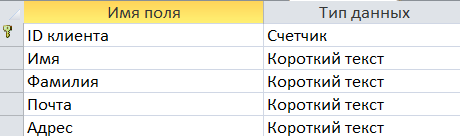 Имя поля Тип данных
ID клиента Счетчик
Имя Короткий текст
Фамилия Короткий текст
Почта Короткий текст
Адрес Короткий текст